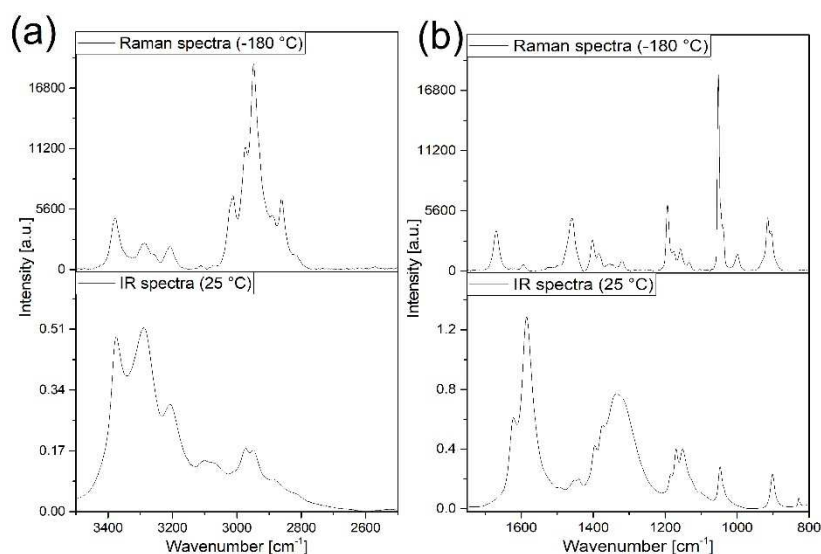 (a)
Raman spectra (-180 °C)
16800
11200
5600
0
IR spectra (25 °C)
0.51
0.34
0.17
0.00
Intensity [a.u.]
3400 3200 3000 2800 2600
Wavenumber [cm-1]
(b)
Raman spectra (-180 °C)
16800
11200
5600
0
IR spectra (25 °C)
1.2
0.8
0.4
0.0
Intensity [a.u.]
1600 1400 1200 1000 800
Wavenumber [cm-1]